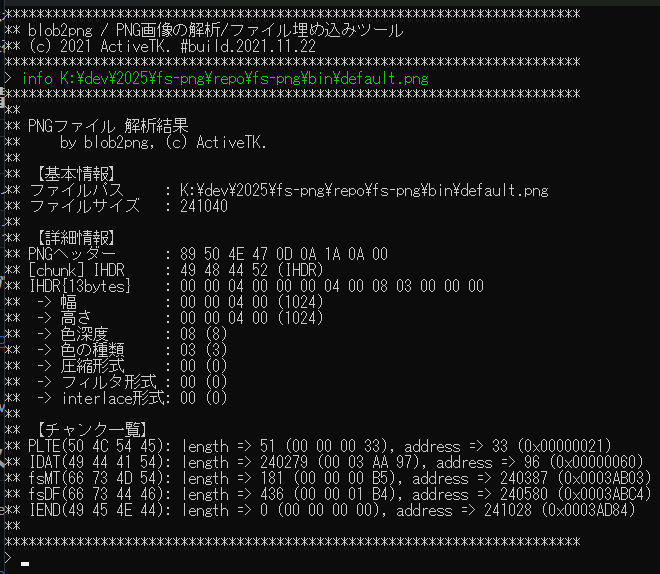 ************************************************************************
** blob2png / PNG画像の解析/ファイル埋め込みツール
** (c) 2021 ActiveTK. #build.2021.11.22
************************************************************************
> info K:¥dev¥2025¥fs-png¥repo¥fs-png¥bin¥default.png
************************************************************************
**
** PNGファイル 解析結果
**     by blob2png, (c) ActiveTK.
**
** 【基本情報】
** ファイルパス     : K:¥dev¥2025¥fs-png¥repo¥fs-png¥bin¥default.png
** ファイルサイズ   : 241040
**
** 【詳細情報】
** PNGヘッダー      : 89 50 4E 47 0D 0A 1A 0A 00
** [chunk] IHDR     : 49 48 44 52 (IHDR)
** IHDR{13bytes}    : 00 00 04 00 00 00 04 00 08 03 00 00 00
**  -> 幅           : 00 00 04 00 (1024)
**  -> 高さ         : 00 00 04 00 (1024)
**  -> 色深度       : 08 (8)
**  -> 色の種類     : 03 (3)
**  -> 圧縮形式     : 00 (0)
**  -> フィルタ形式 : 00 (0)
**  -> interlace形式: 00 (0)
**
** 【チャンク一覧】
** PLTE(50 4C 54 45): length => 51 (00 00 00 33), address => 33 (0x00000021)
** IDAT(49 44 41 54): length => 240279 (00 03 AA 97), address => 96 (0x00000060)
** fsMT(66 73 4D 54): length => 181 (00 00 00 B5), address => 240387 (0x0003AB03)
** fsDF(66 73 44 46): length => 436 (00 00 01 B4), address => 240580 (0x0003ABC4)
** IEND(49 45 4E 44): length => 0 (00 00 00 00), address => 241028 (0x0003AD84)
**
************************************************************************
>